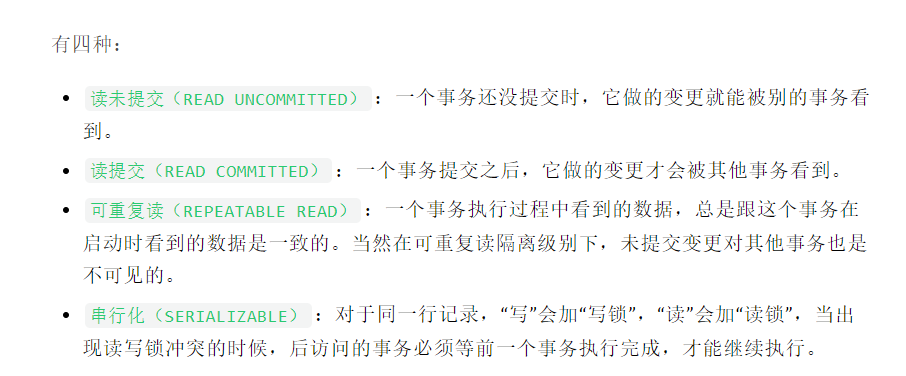 有四种：
读未提交（READ UNCOMMITTED）：一个事务还没提交时，它做的变更就能被别的事务看
到。
读提交（READ COMMITTED）：一个事务提交之后，它做的变更才会被其他事务看到。
可重复读（REPEATABLE READ）：一个事务执行过程中看到的数据，总是跟这个事务在
启动时看到的数据是一致的。当然在可重复读隔离级别下，未提交变更对其他事务也是
不可见的。
串行化（SERIALIZABLE）：对于同一行记录，“写”会加“写锁”，“读”会加“读锁”，当出
现读写锁冲突的时候，后访问的事务必须等前一个事务执行完成，才能继续执行。